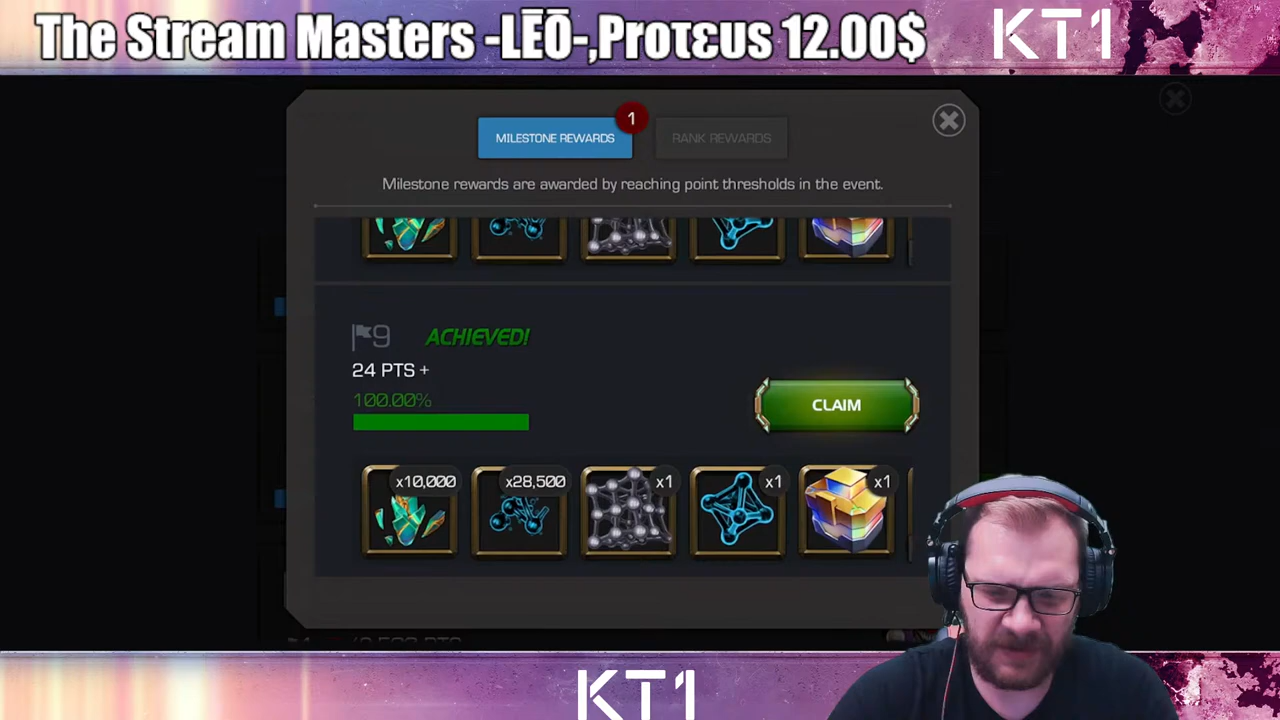 The Stream Masters -LĒŌ-,Proτεus 12.00$
KT1
MILESTONE REWARDS
1
RANK REWARDS
Milestone rewards are awarded by reaching point thresholds in the event.
9
ACHIEVED!
24 PTS +
100.00%
CLAIM
x10,000
x28,500
x1
x1
x1
KT1